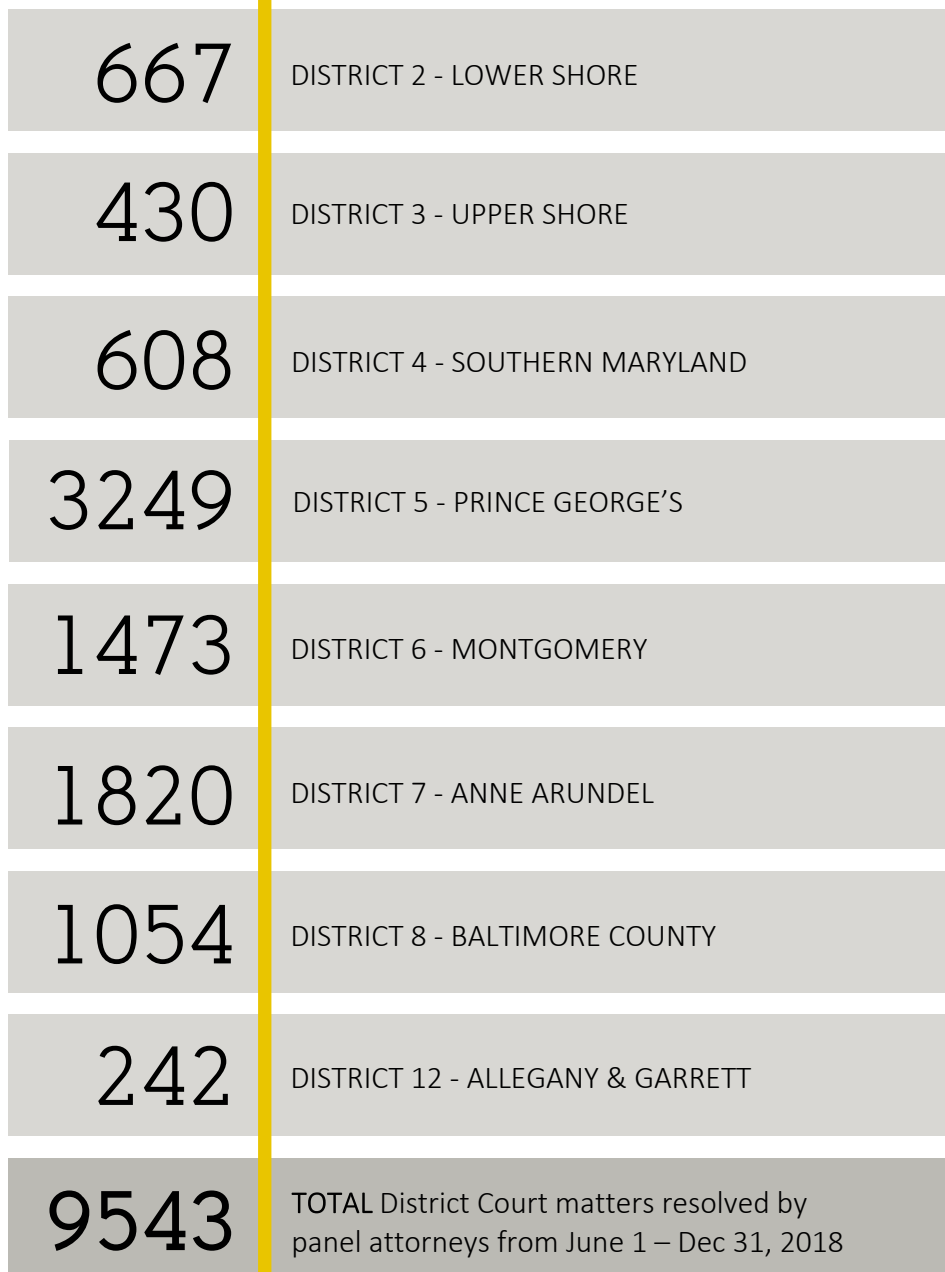 667 DISTRICT 2 - LOWER SHORE
430 DISTRICT 3 - UPPER SHORE
608 DISTRICT 4 - SOUTHERN MARYLAND
3249 DISTRICT 5 - PRINCE GEORGE’S
1473 DISTRICT 6 - MONTGOMERY
1820 DISTRICT 7 - ANNE ARUNDEL
1054 DISTRICT 8 - BALTIMORE COUNTY
242 DISTRICT 12 - ALLEGANY & GARRETT
9543 TOTAL District Court matters resolved by
panel attorneys from June 1 – Dec 31, 2018